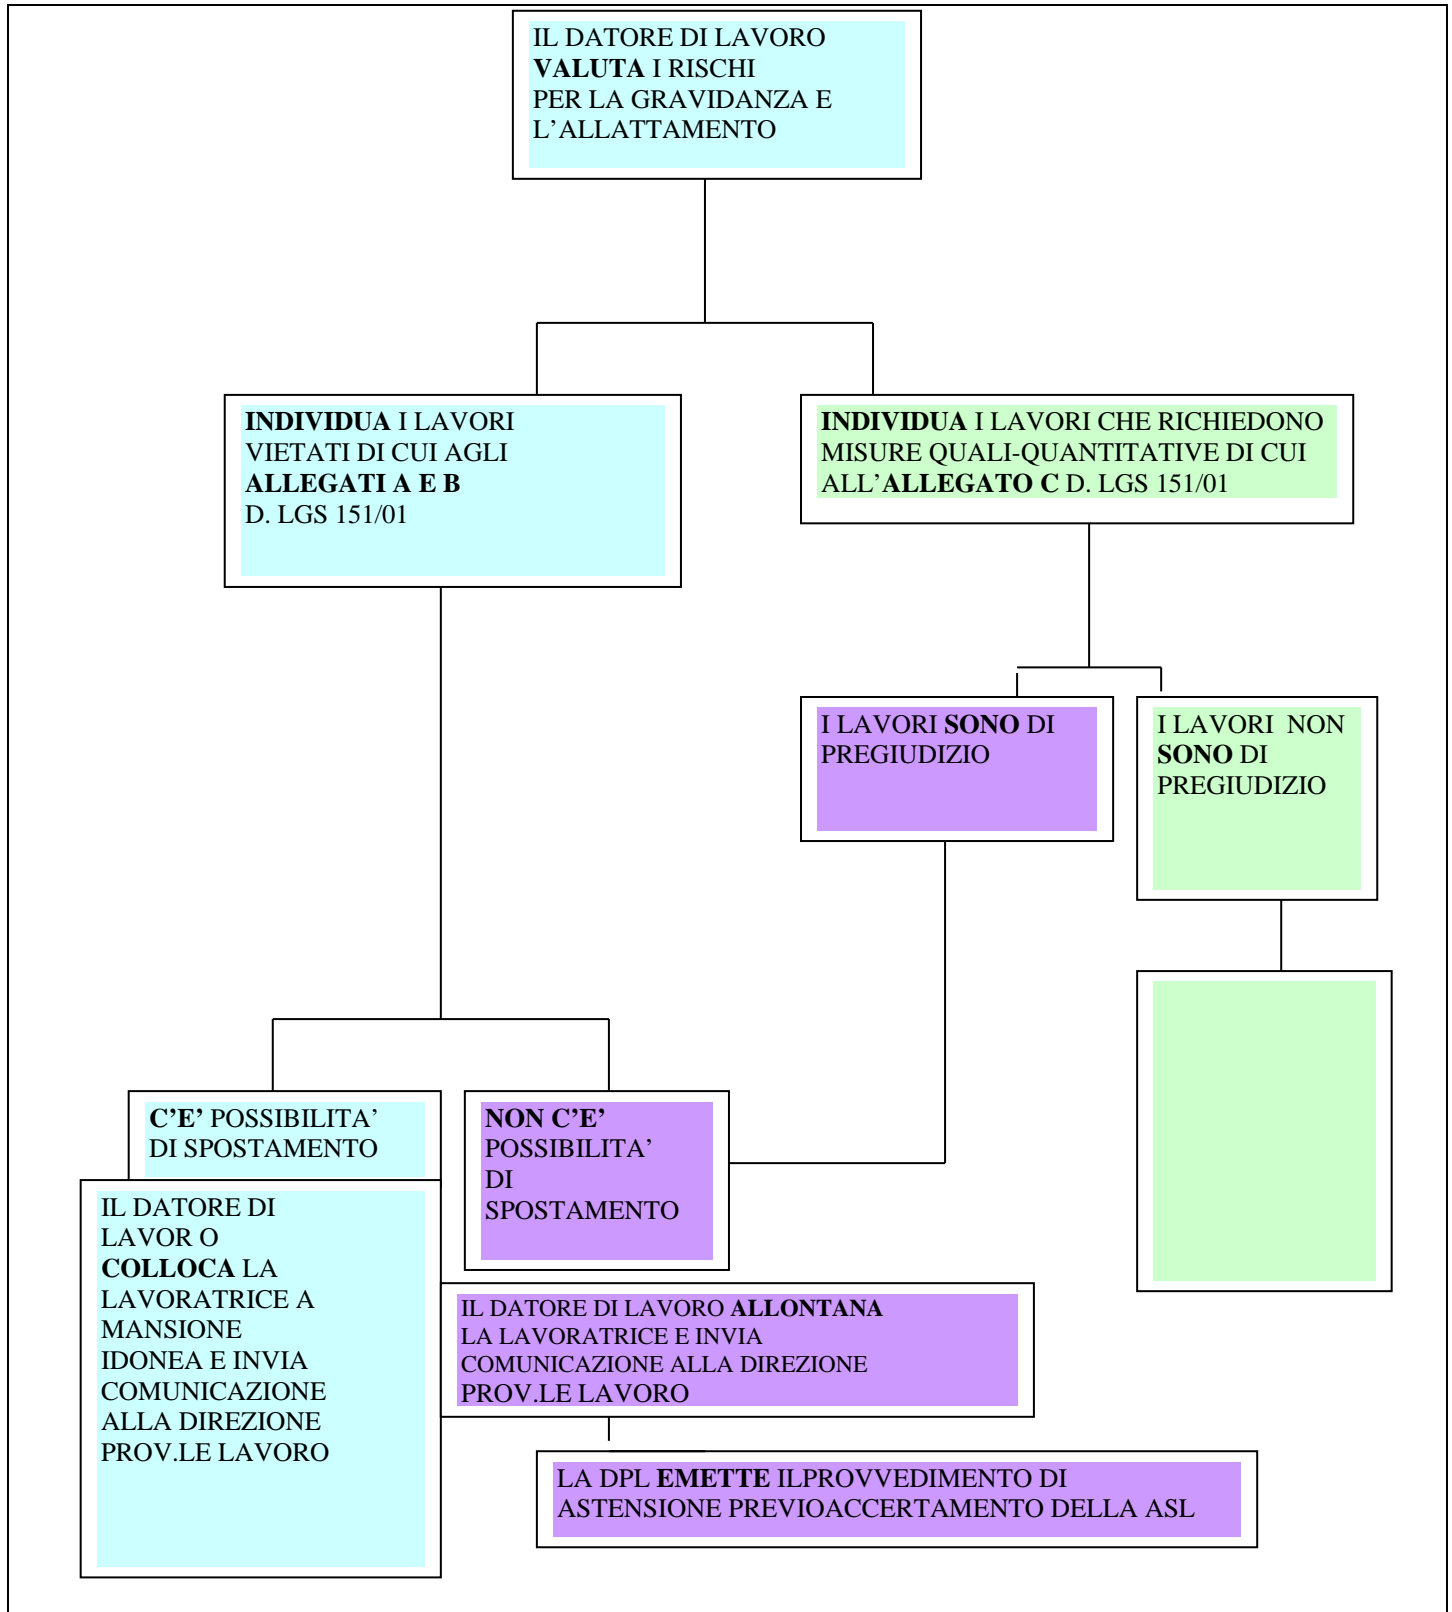 IL DATORE DI LAVORO
VALUTA I RISCHI
PER LA GRAVIDANZA E
L’ALLATTAMENTO
INDIVIDUA I LAVORI
VIETATI DI CUI AGLI
ALLEGATI A E B
D. LGS 151/01
INDIVIDUA I LAVORI CHE RICHIEDONO
MISURE QUALI-QUANTITATIVE DI CUI
ALL’ALLEGATO C D. LGS 151/01
I LAVORI SONO DI
PREGIUDIZIO
I LAVORI  NON
SONO DI
PREGIUDIZIO
C’E’ POSSIBILITA’
DI SPOSTAMENTO
NON C’E’
POSSIBILITA’
DI
SPOSTAMENTO
IL DATORE DI
LAVOR O
COLLOCA LA
LAVORATRICE A
MANSIONE
IDONEA E INVIA
COMUNICAZIONE
ALLA DIREZIONE
PROV.LE LAVORO
IL DATORE DI LAVORO ALLONTANA
LA LAVORATRICE E INVIA
COMUNICAZIONE ALLA DIREZIONE
PROV.LE LAVORO
LA DPL EMETTE ILPROVVEDIMENTO DI
ASTENSIONE PREVIOACCERTAMENTO DELLA ASL